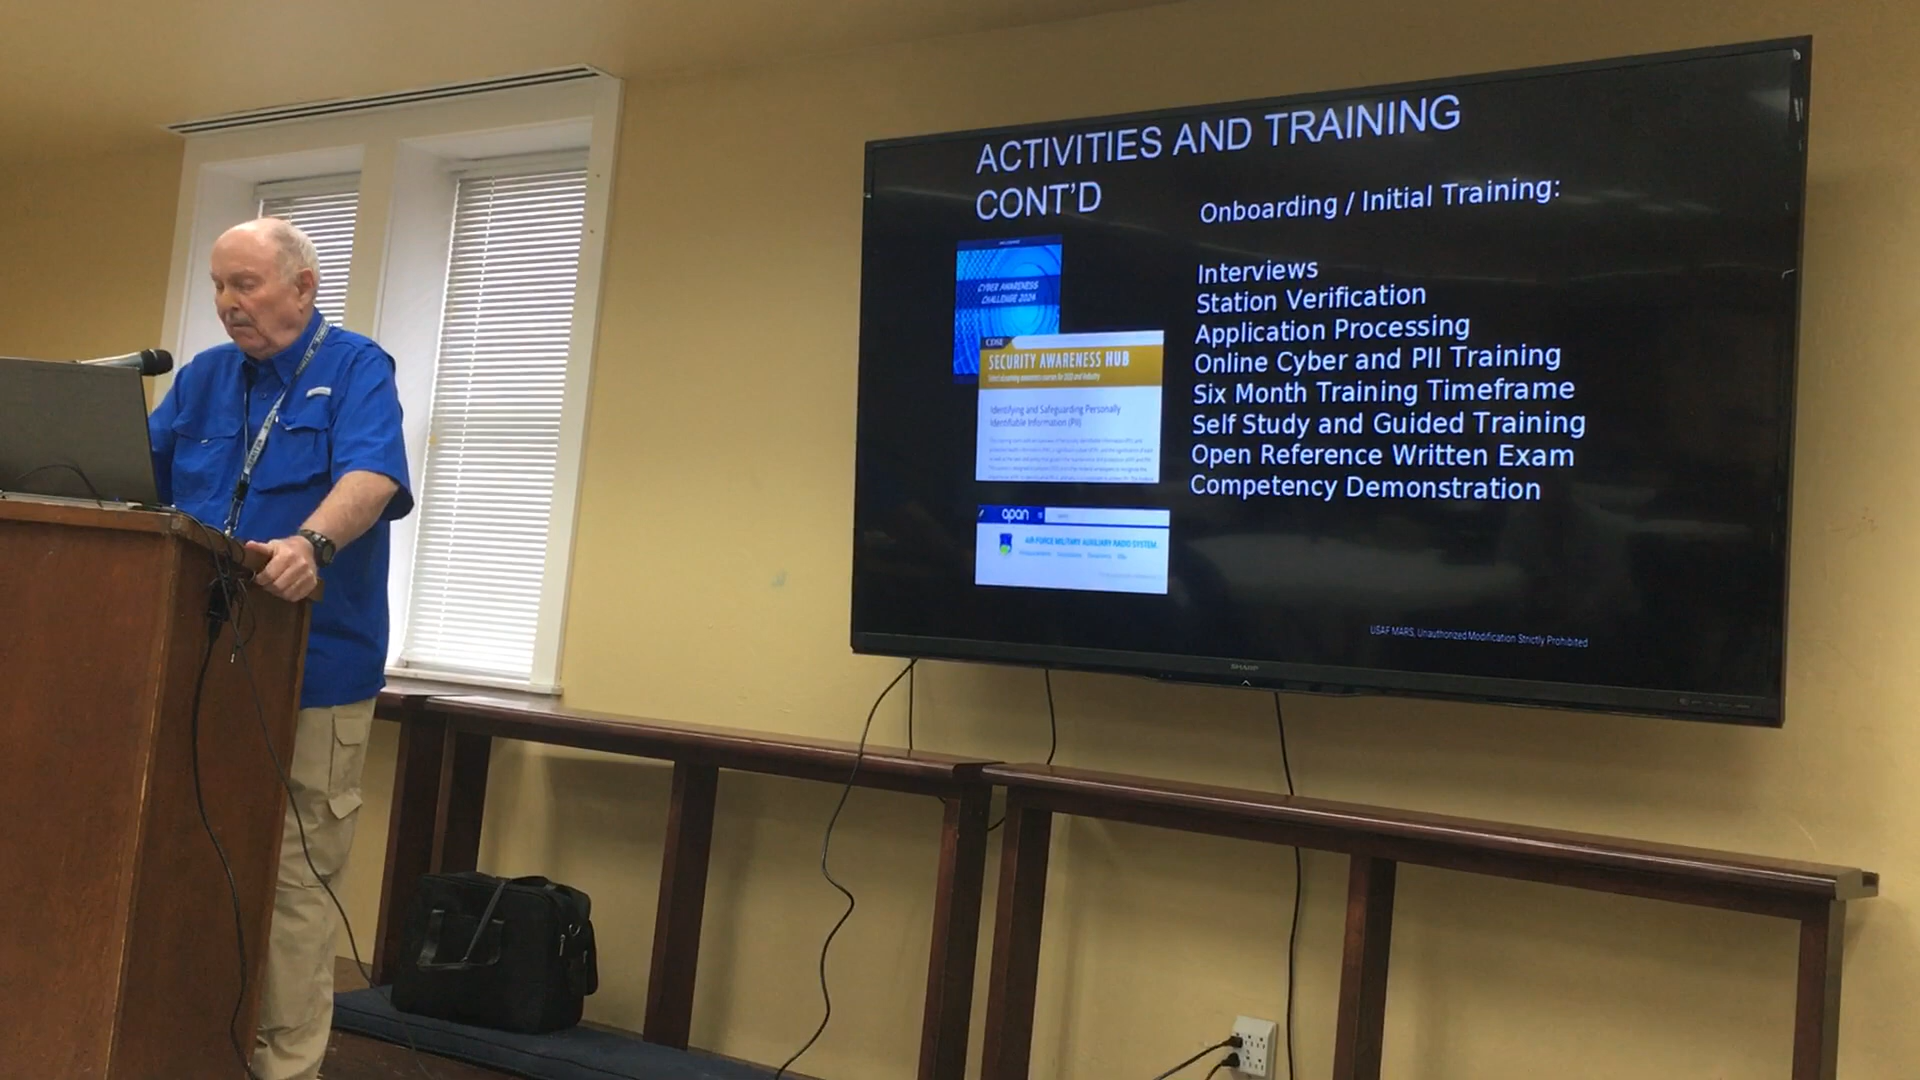 ACTIVITIES AND TRAINING
CONT'D
Onboarding / Initial Training:
Interviews
Station Verification
Application Processing
Online Cyber and PII Training
Six Month Training Timeframe
Self Study and Guided Training
Open Reference Written Exam
Competency Demonstration
CYBER AWARENESS
CHALLENGE 2024
CDSE
SECURITY AWARENESS HUB
Identifying and Safeguarding Personally
Identifiable Information (PII)
apan
AIR FORCE MILITARY AUXILIARY RADIO SYSTEM
USAF MARS, Unauthorized Modification Strictly Prohibited
SHARP